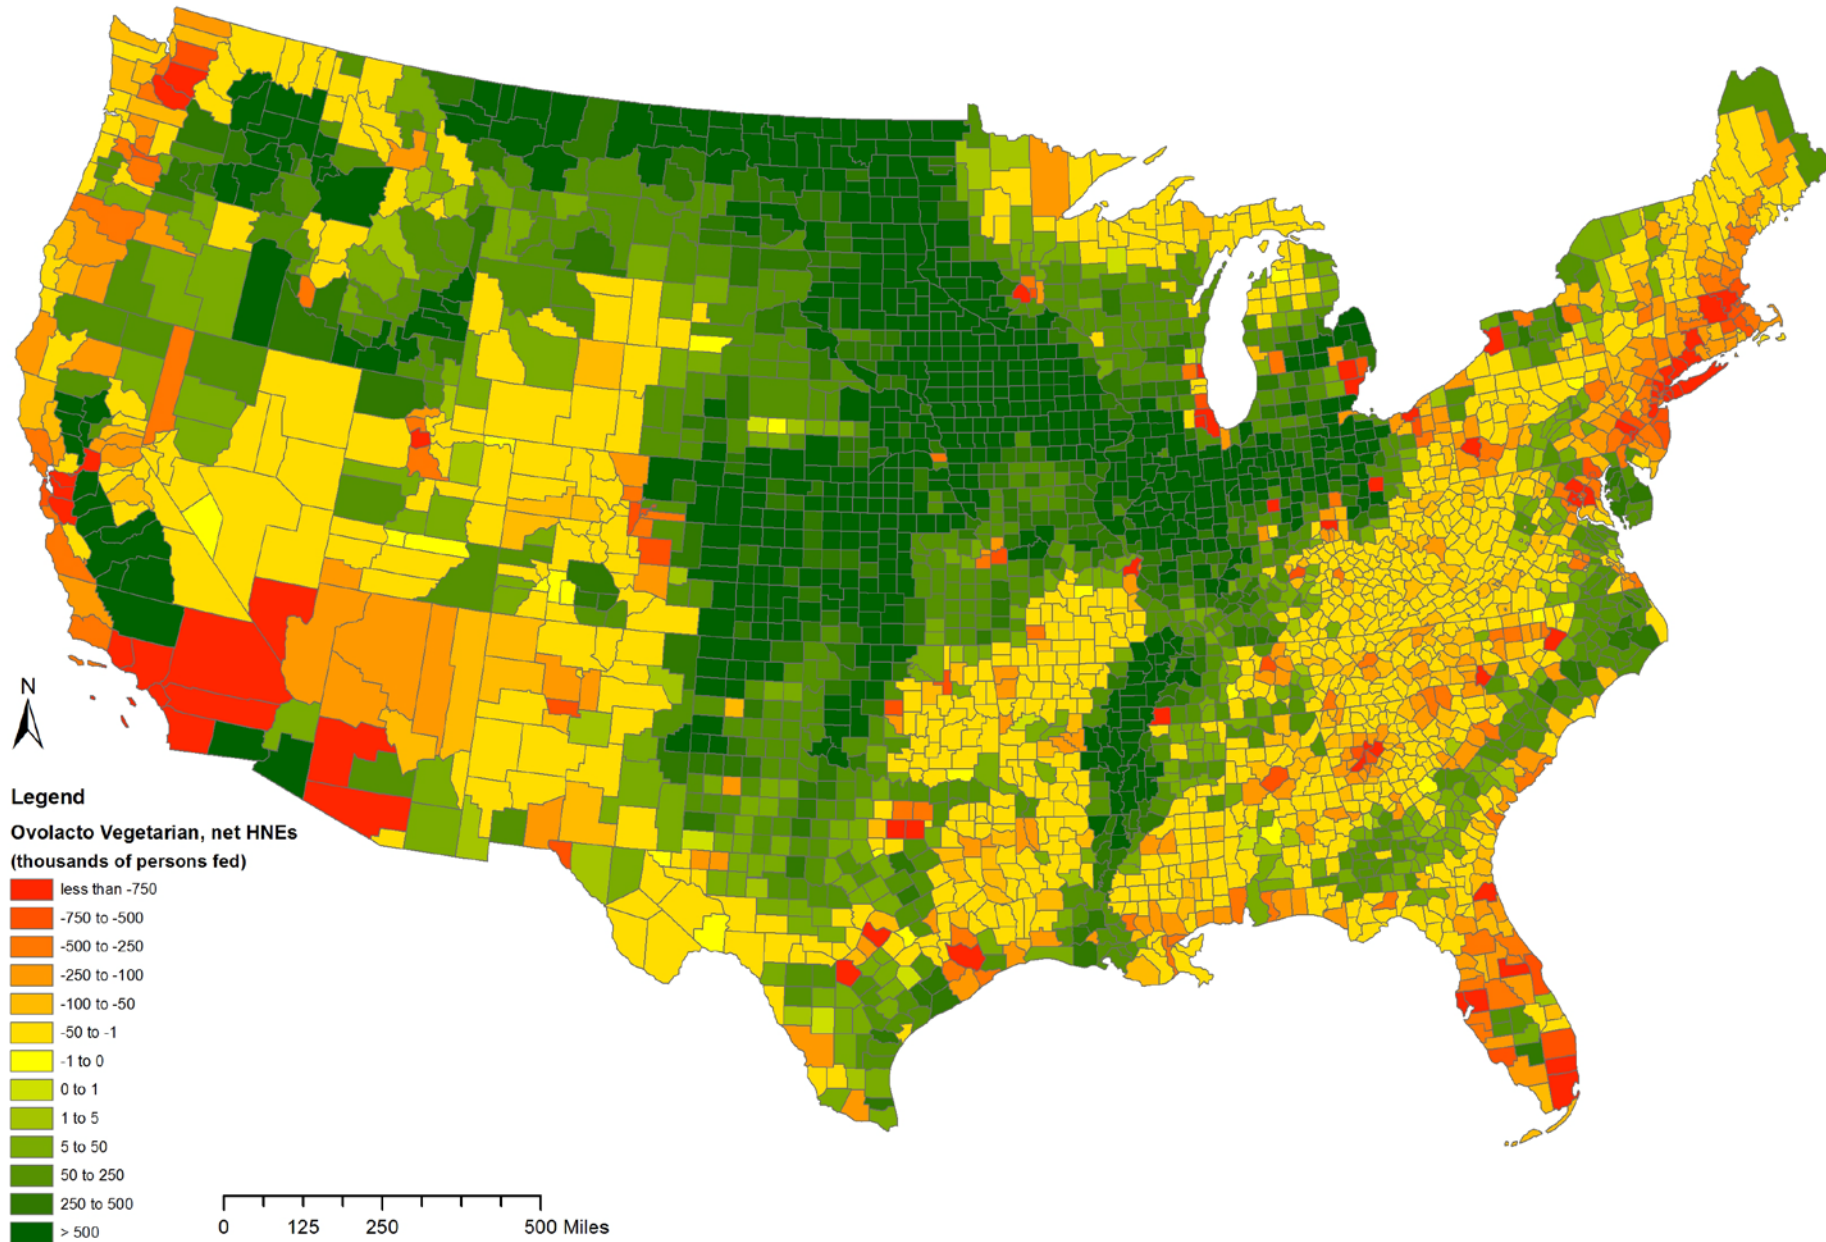 N
Legend
Ovolacto Vegetarian, net HNEs
(thousands of persons fed)
less than -750
-750 to -500
-500 to -250
-250 to -100
-100 to -50
-50 to -1
-1 to 0
0 to 1
1 to 5
5 to 50
50 to 250
250 to 500
> 500
0 125 250 500 Miles